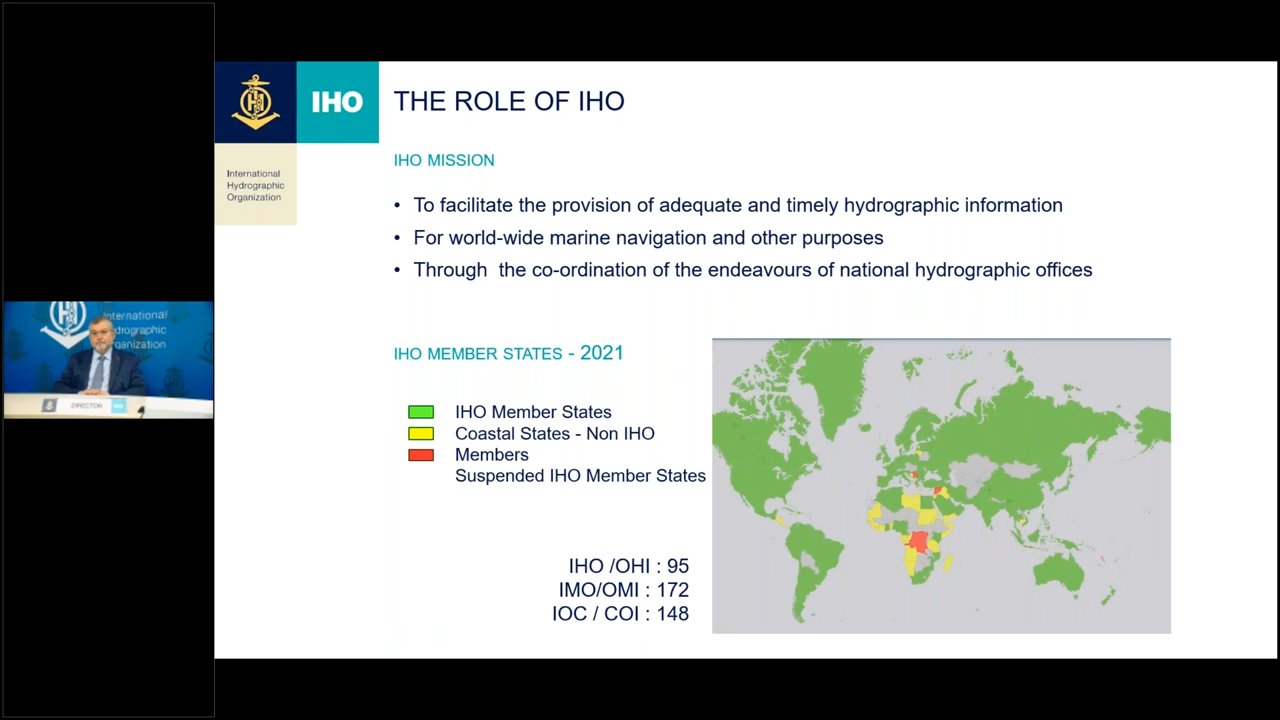 IHO
THE ROLE OF IHO
International
Hydrographic
Organization
IHO MISSION
• To facilitate the provision of adequate and timely hydrographic information
• For world-wide marine navigation and other purposes
• Through the co-ordination of the endeavours of national hydrographic offices
International
Hydrographic
Organization
DIRECTOR
IHO
IHO MEMBER STATES - 2021
IHO Member States
Coastal States - Non IHO
Members
Suspended IHO Member States
IHO /OHI : 95
IMO/OMI : 172
IOC / COI : 148